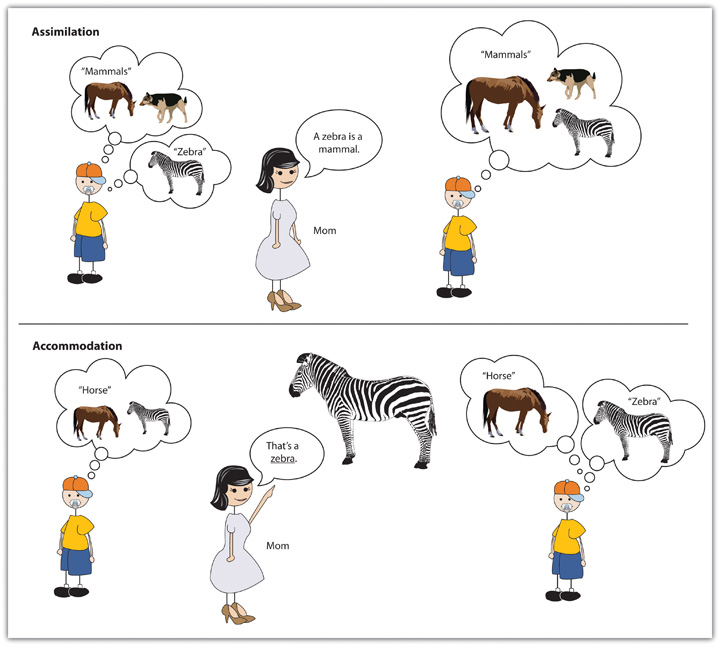 Assimilation
“Mammals”
“Zebra”
A zebra is a
mammal.
Mom
“Mammals”
Accommodation
“Horse”
That’s a
zebra.
Mom
“Horse”
“Zebra”